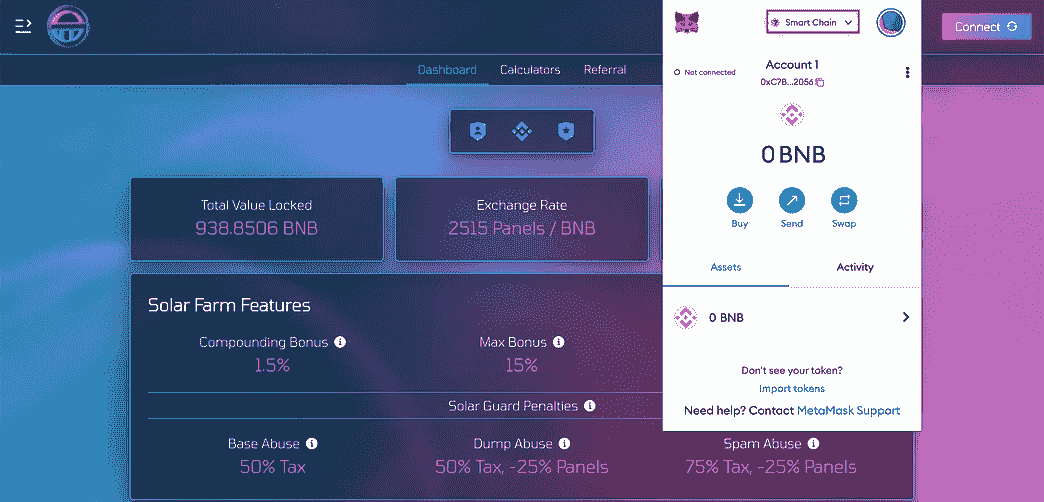 Smart Chain
Connect
Dashboard
Calculators
Referral
Not connected
Account 1
0xC7B...2056
0 BNB
Buy
Send
Swap
Assets
Activity
0 BNB
Don't see your token?
Import tokens
Need help? Contact MetaMask Support
Total Value Locked
938.8506 BNB
Exchange Rate
2515 Panels / BNB
Solar Farm Features
Compounding Bonus
1.5%
Max Bonus
15%
Solar Guard Penalties
Base Abuse
50% Tax
Dump Abuse
50% Tax, -25% Panels
Spam Abuse
75% Tax, -25% Panels